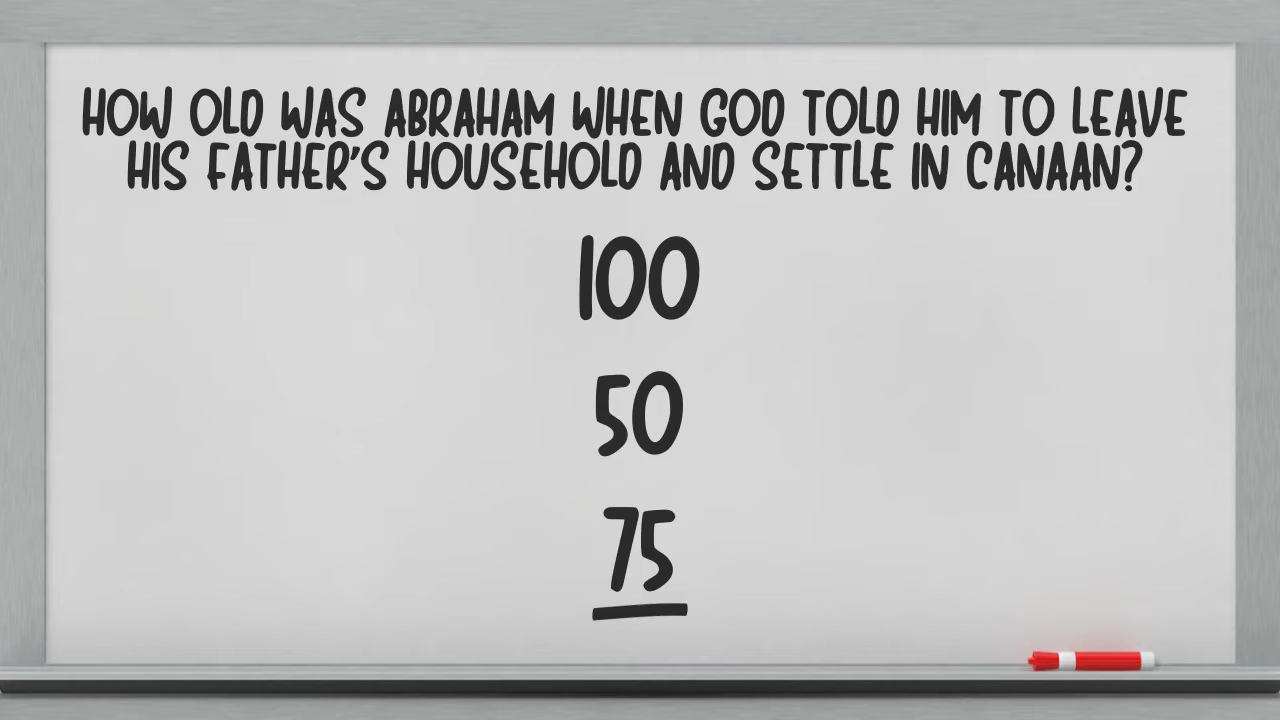 HOW OLD WAS ABRAHAM WHEN GOD TOLD HIM TO LEAVE
HIS FATHER'S HOUSEHOLD AND SETTLE IN CANAAN?
100
50
75